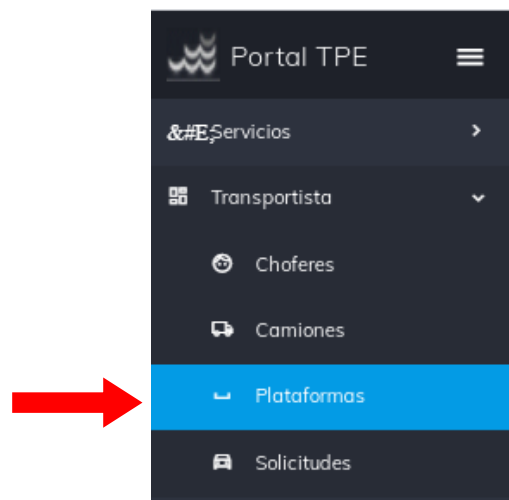 Portal TPE
&#E;Servicios
Transportista
Choferes
Camiones
Plataformas
Solicitudes